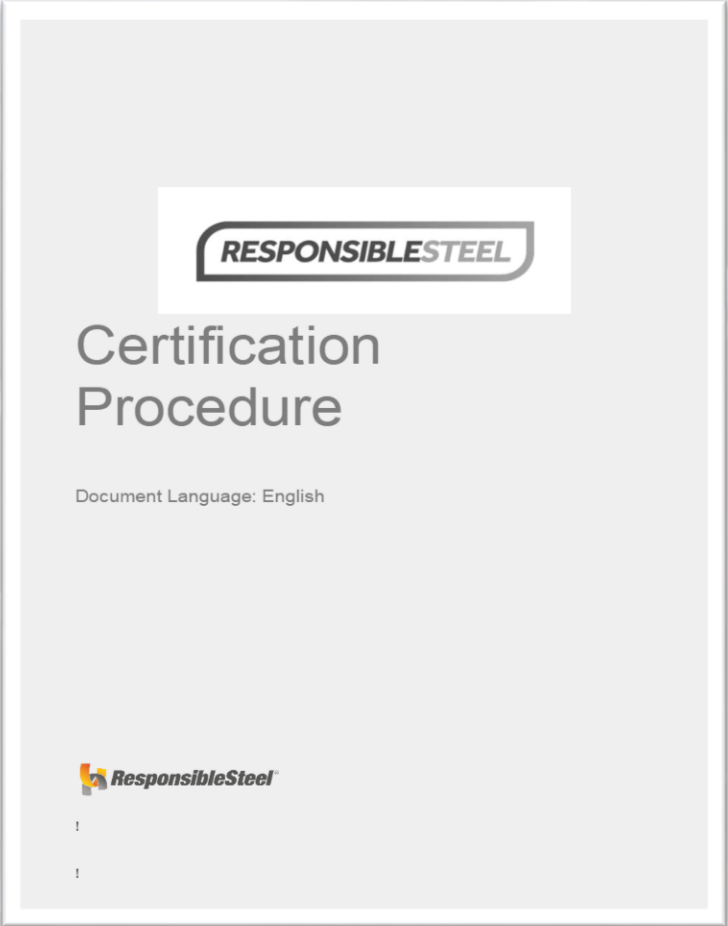 RESPONSIBLESTEEL
Certification
Procedure
Document Language: English
ResponsibleSteel®
!
!